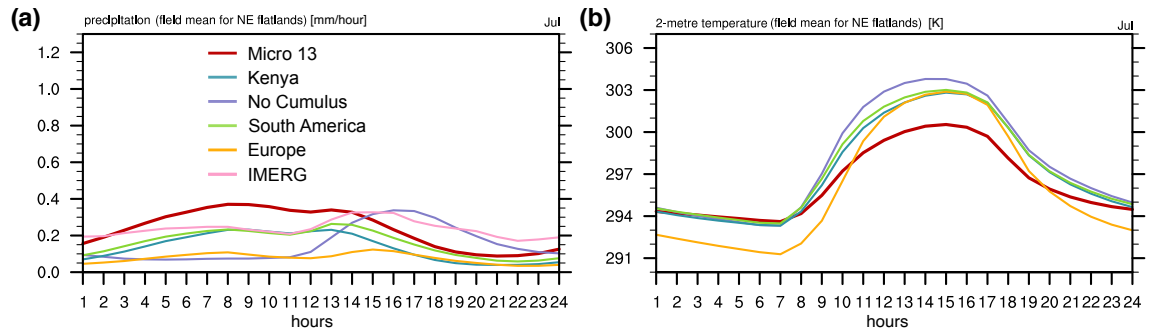 (a) precipitation (field mean for NE flatlands) [mm/hour] Jul
1.2
1.0
0.8
0.6
0.4
0.2
0.0
Micro 13
Kenya
No Cumulus
South America
Europe
IMERG
1 2 3 4 5 6 7 8 9 10 11 12 13 14 15 16 17 18 19 20 21 22 23 24
hours
(b) 2-metre temperature (field mean for NE flatlands) [K] Jul
306
303
300
297
294
291
1 2 3 4 5 6 7 8 9 10 11 12 13 14 15 16 17 18 19 20 21 22 23 24
hours